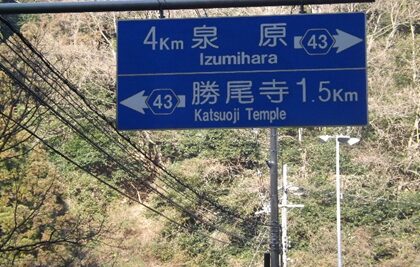 4Km 泉原 43
Izumihara
43 勝尾寺 1.5Km
Katsuoji Temple